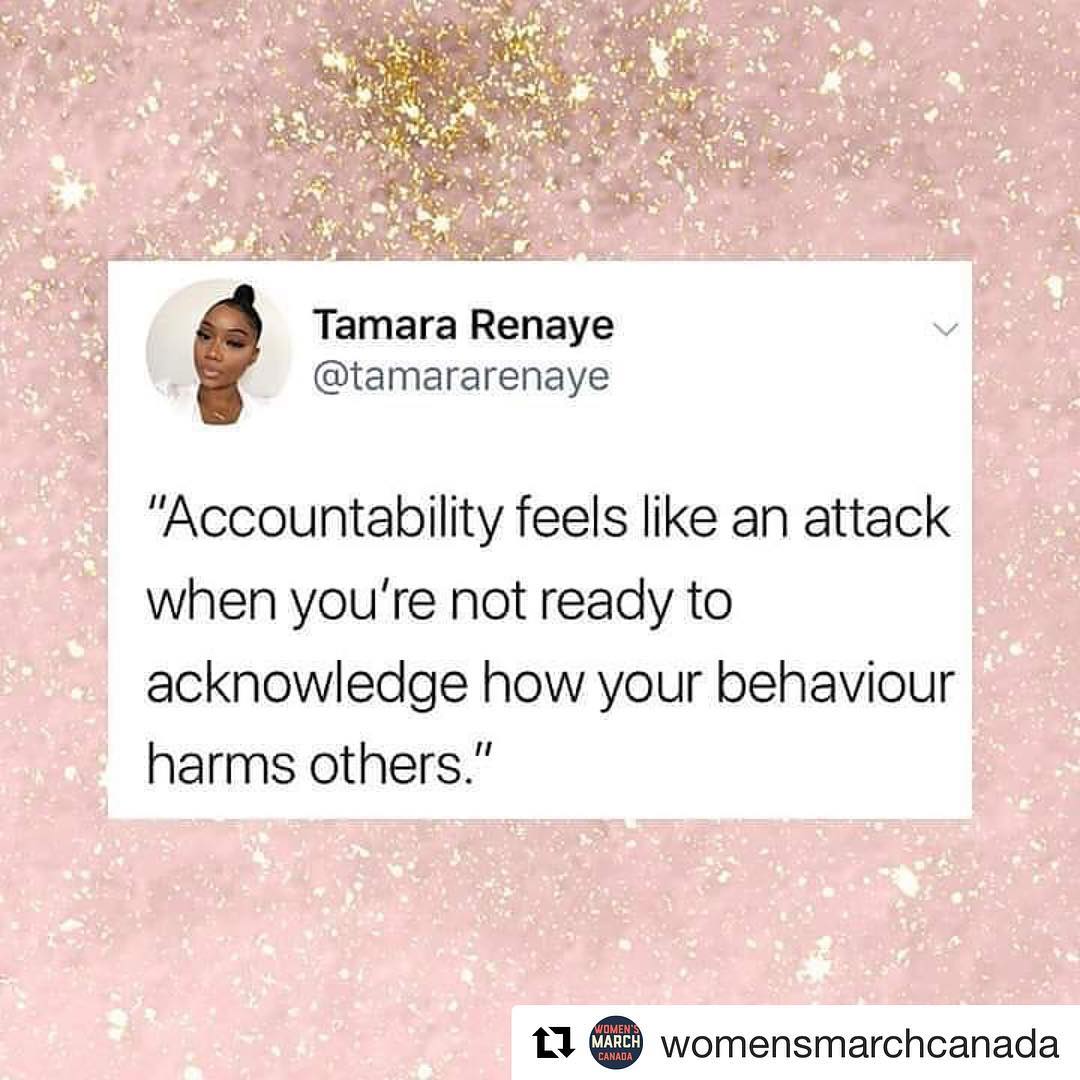 Tamara Renaye
@tamararenaye
"Accountability feels like an attack
when you're not ready to
acknowledge how your behaviour
harms others."
WOMEN'S
MARCH
CANADA
womensmarchcanada